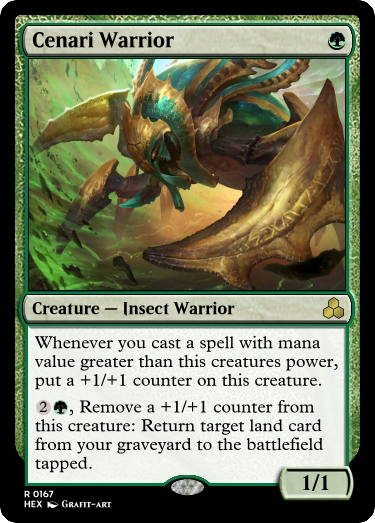 Cenari Warrior
Creature — Insect Warrior
Whenever you cast a spell with mana
value greater than this creatures power,
put a +1/+1 counter on this creature.
2, Remove a +1/+1 counter from
this creature: Return target land card
from your graveyard to the battlefield
tapped.
1/1
R 0167
HEX Grafit-art